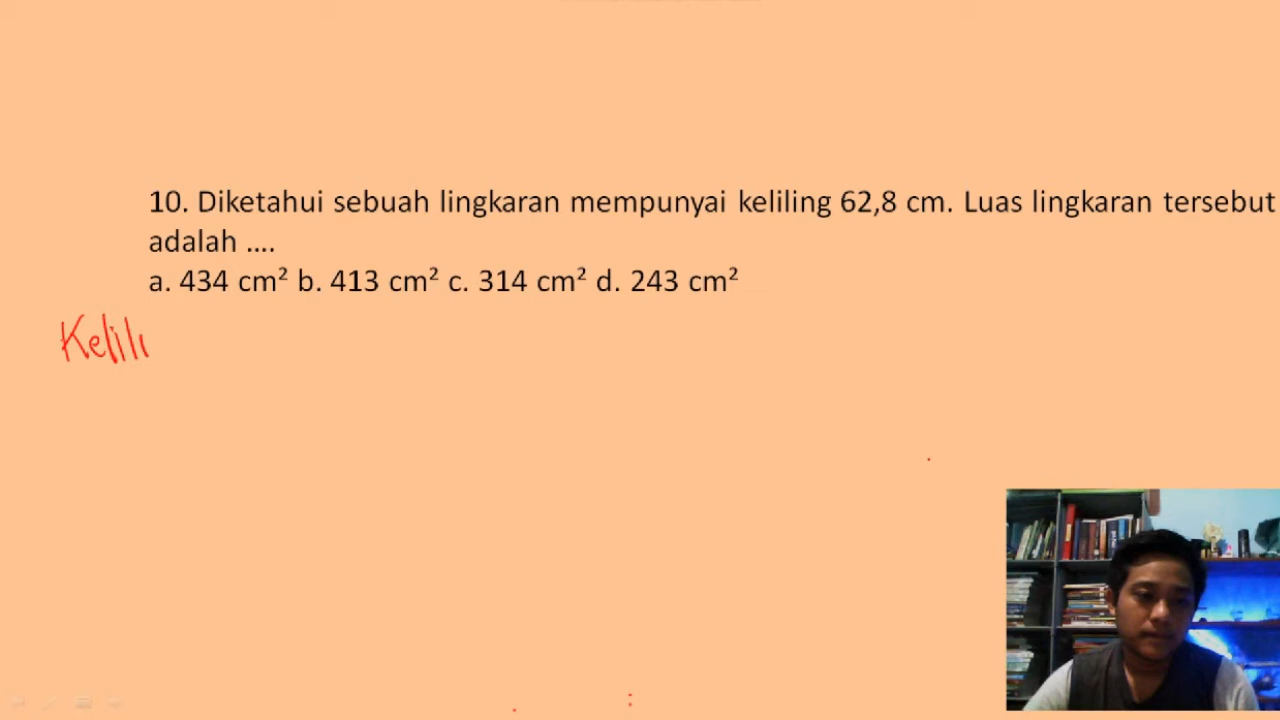 10. Diketahui sebuah lingkaran mempunyai keliling 62,8 cm. Luas lingkaran tersebut
adalah ....
a. 434 cm² b. 413 cm² c. 314 cm² d. 243 cm²
Kelili